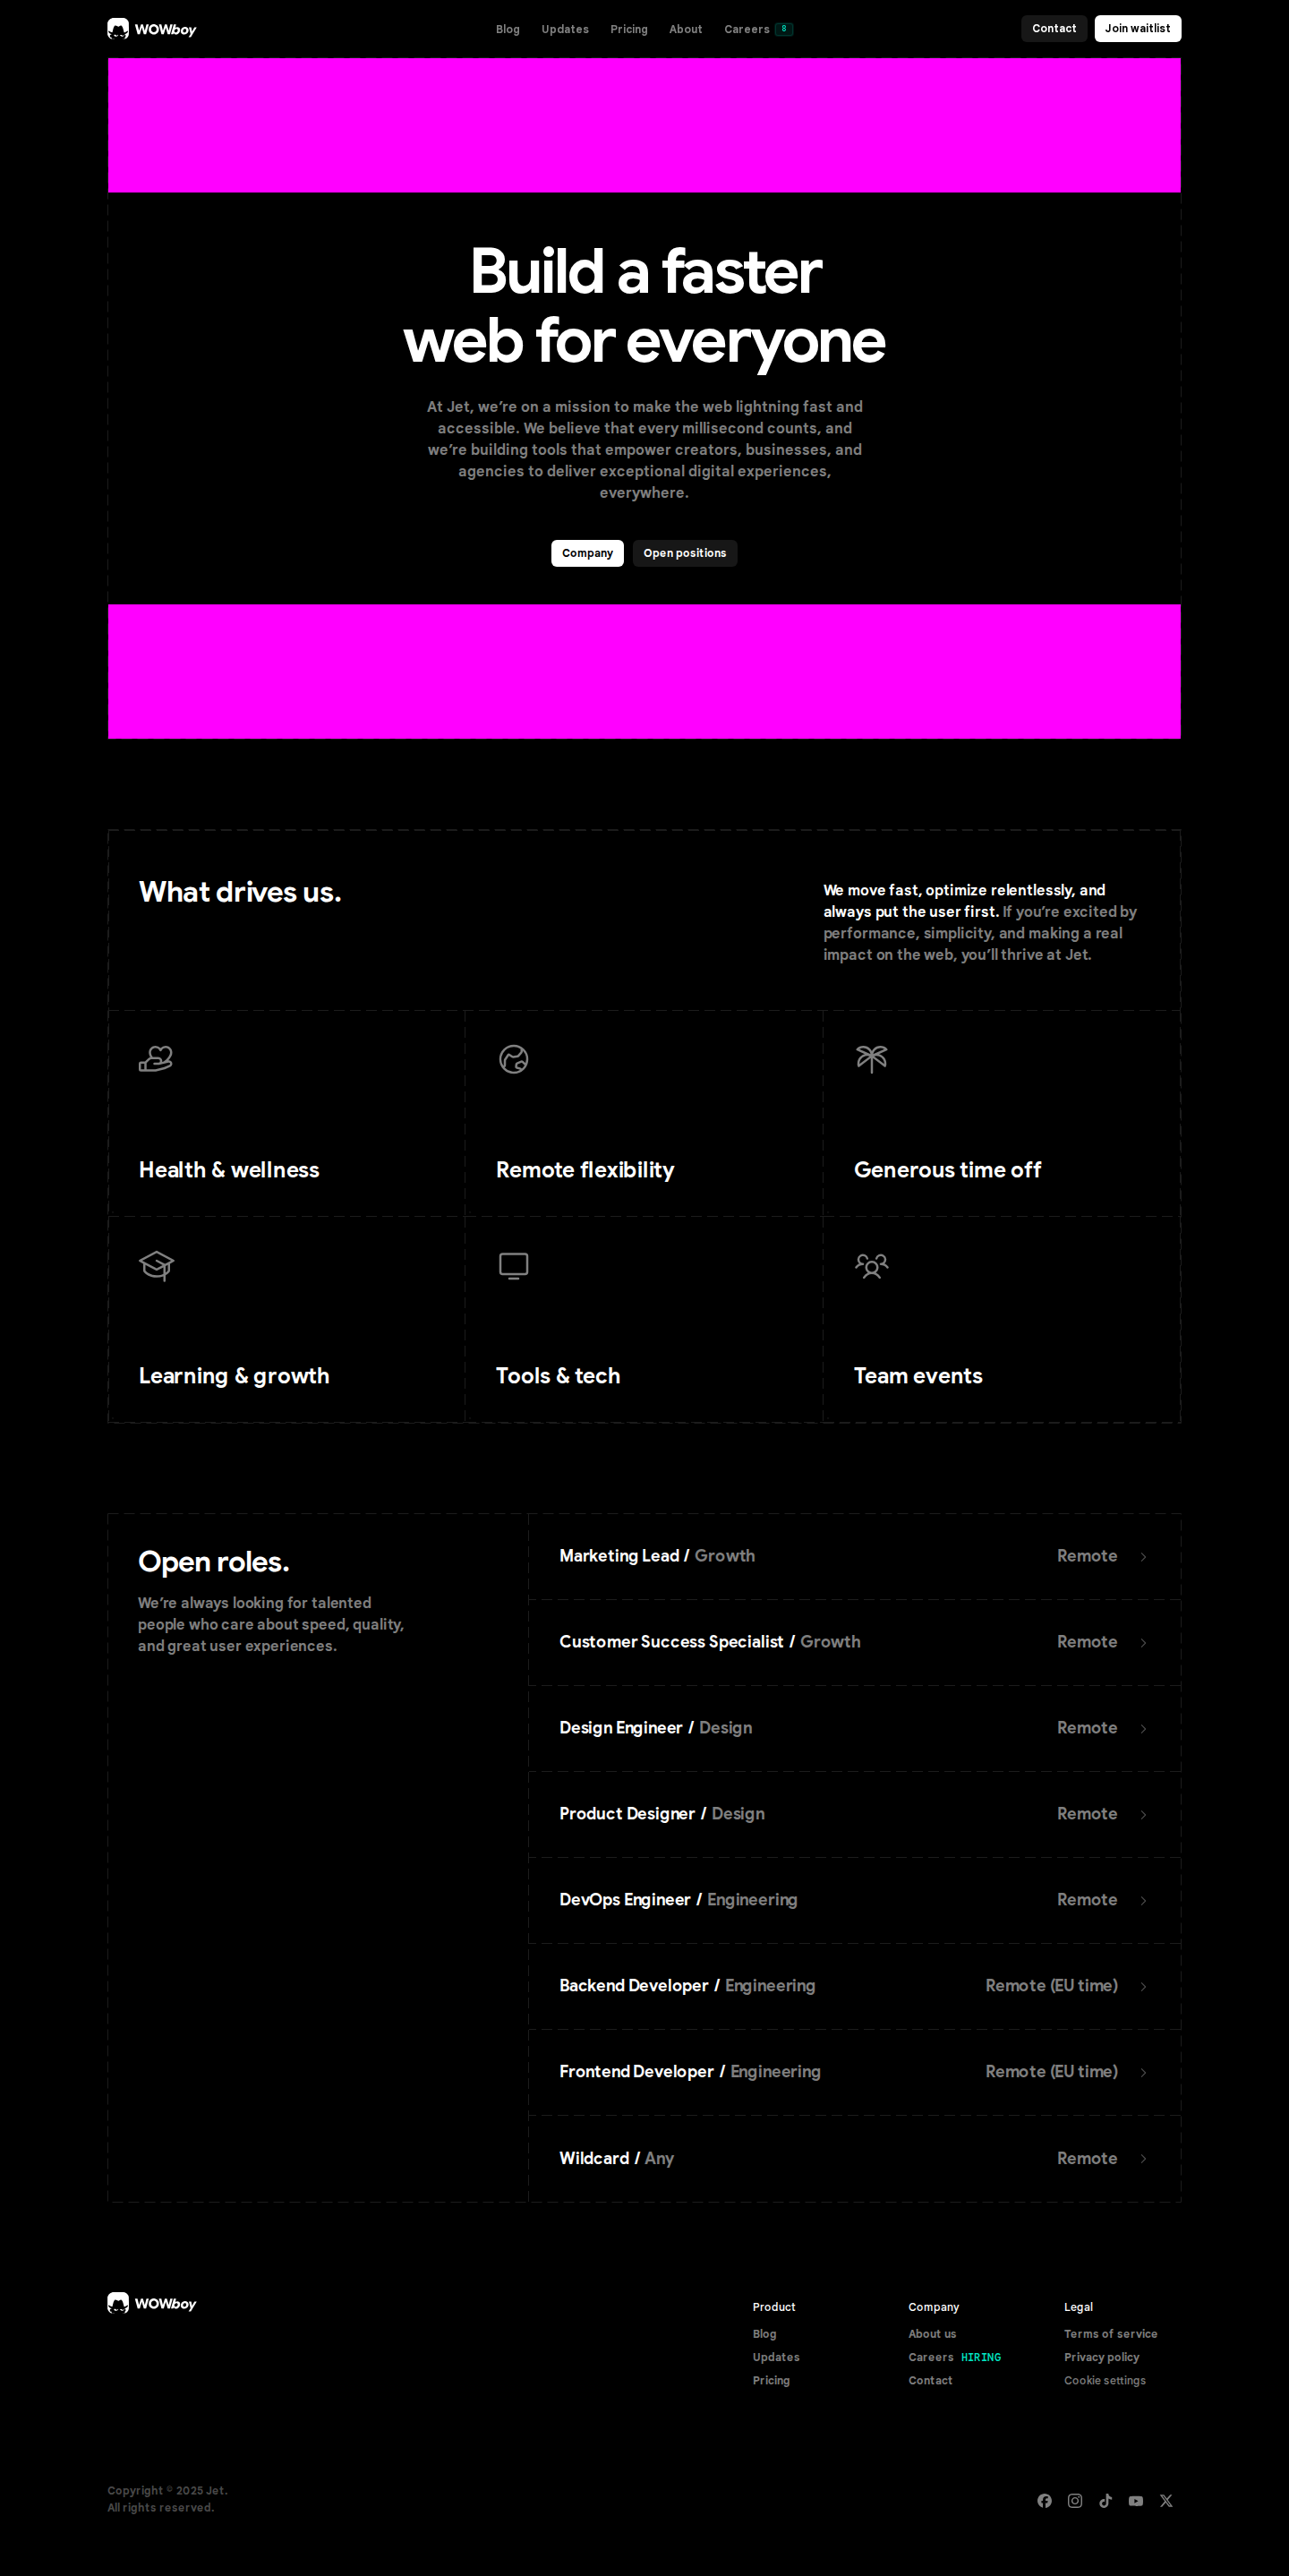 WOWboy
Blog Updates Pricing About Careers 8
Contact Join waitlist
Build a faster
web for everyone
At Jet, we’re on a mission to make the web lightning fast and
accessible. We believe that every millisecond counts, and
we’re building tools that empower creators, businesses, and
agencies to deliver exceptional digital experiences,
everywhere.
Company Open positions
What drives us.
We move fast, optimize relentlessly, and
always put the user first. If you’re excited by
performance, simplicity, and making a real
impact on the web, you’ll thrive at Jet.
Health & wellness
Remote flexibility
Generous time off
Learning & growth
Tools & tech
Team events
Open roles.
We’re always looking for talented
people who care about speed, quality,
and great user experiences.
Marketing Lead / Growth Remote
Customer Success Specialist / Growth Remote
Design Engineer / Design Remote
Product Designer / Design Remote
DevOps Engineer / Engineering Remote
Backend Developer / Engineering Remote (EU time)
Frontend Developer / Engineering Remote (EU time)
Wildcard / Any Remote
WOWboy
Product
Blog
Updates
Pricing
Company
About us
Careers HIRING
Contact
Legal
Terms of service
Privacy policy
Cookie settings
Copyright © 2025 Jet.
All rights reserved.